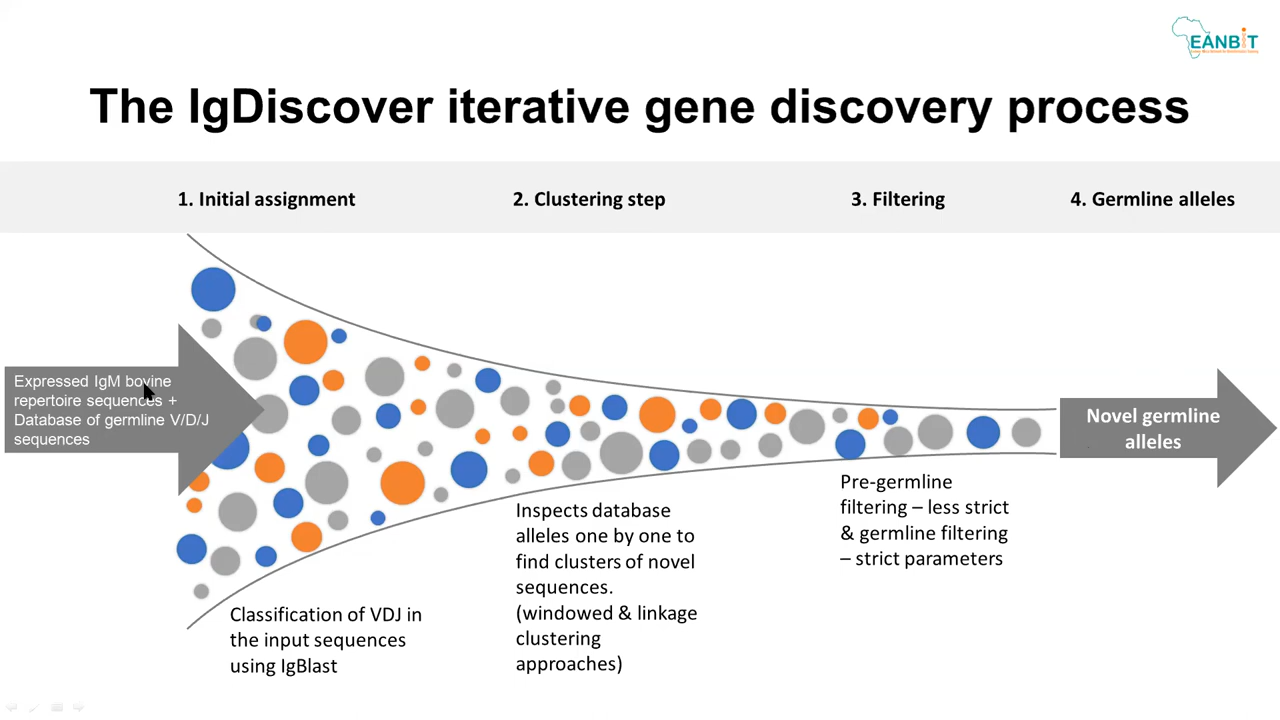 EANBiT
The IgDiscover iterative gene discovery process
1. Initial assignment
2. Clustering step
3. Filtering
4. Germline alleles
Expressed IgM bovine
repertoire sequences +
Database of germline V/D/J
sequences
Novel germline
alleles
Classification of VDJ in
the input sequences
using IgBlast
Inspects database
alleles one by one to
find clusters of novel
sequences.
(windowed & linkage
clustering
approaches)
Pre-germline
filtering – less strict
& germline filtering
– strict parameters